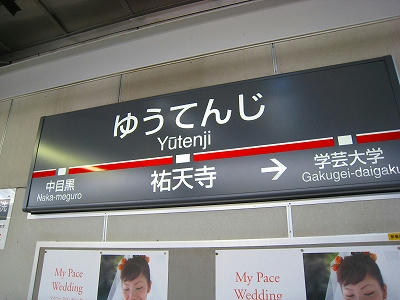 ゆうてんじ
Yūtenji
中目黒
Naka-meguro
祐天寺
→
学芸大学
Gakugei-daigaku
My Pace
Wedding
My Pace
Wedding